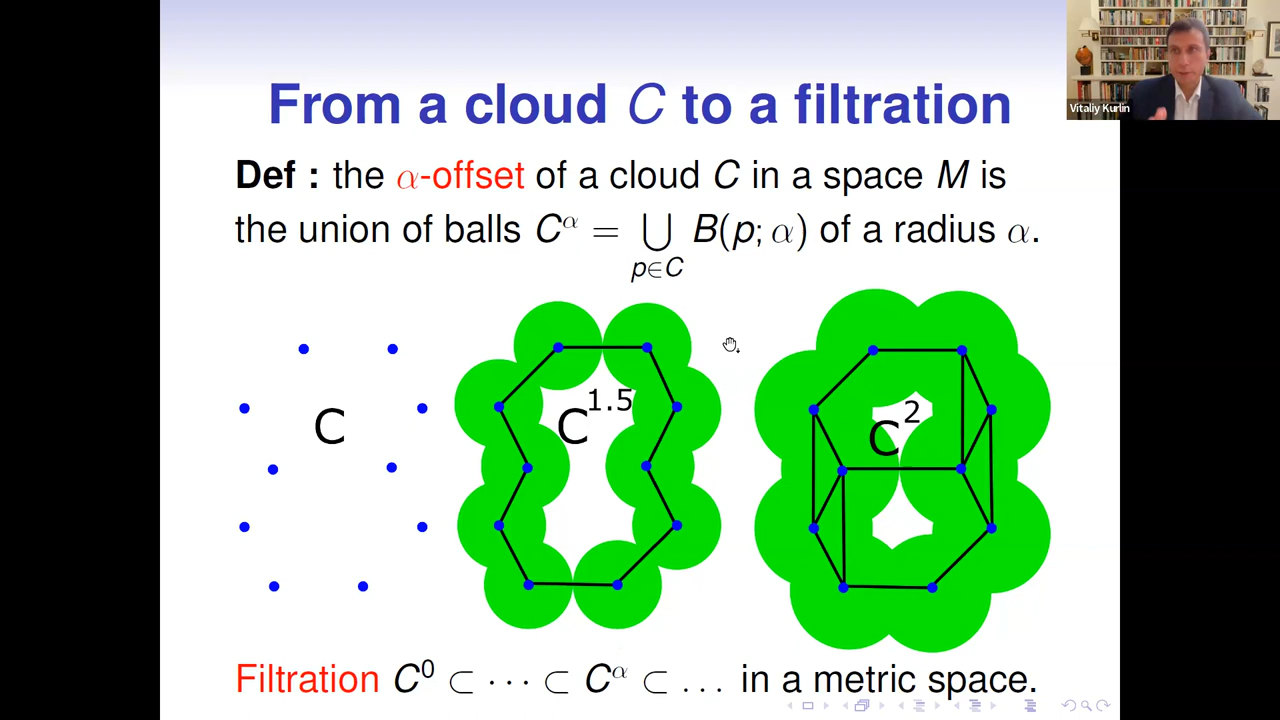 From a cloud C to a filtration
Vitaliy Kurlin
Def : the α-offset of a cloud C in a space M is
the union of balls C^α = ⋃_{p∈C} B(p; α) of a radius α.
C
C^1.5
C^2
Filtration C^0 ⊂ ⋯ ⊂ C^α ⊂ … in a metric space.